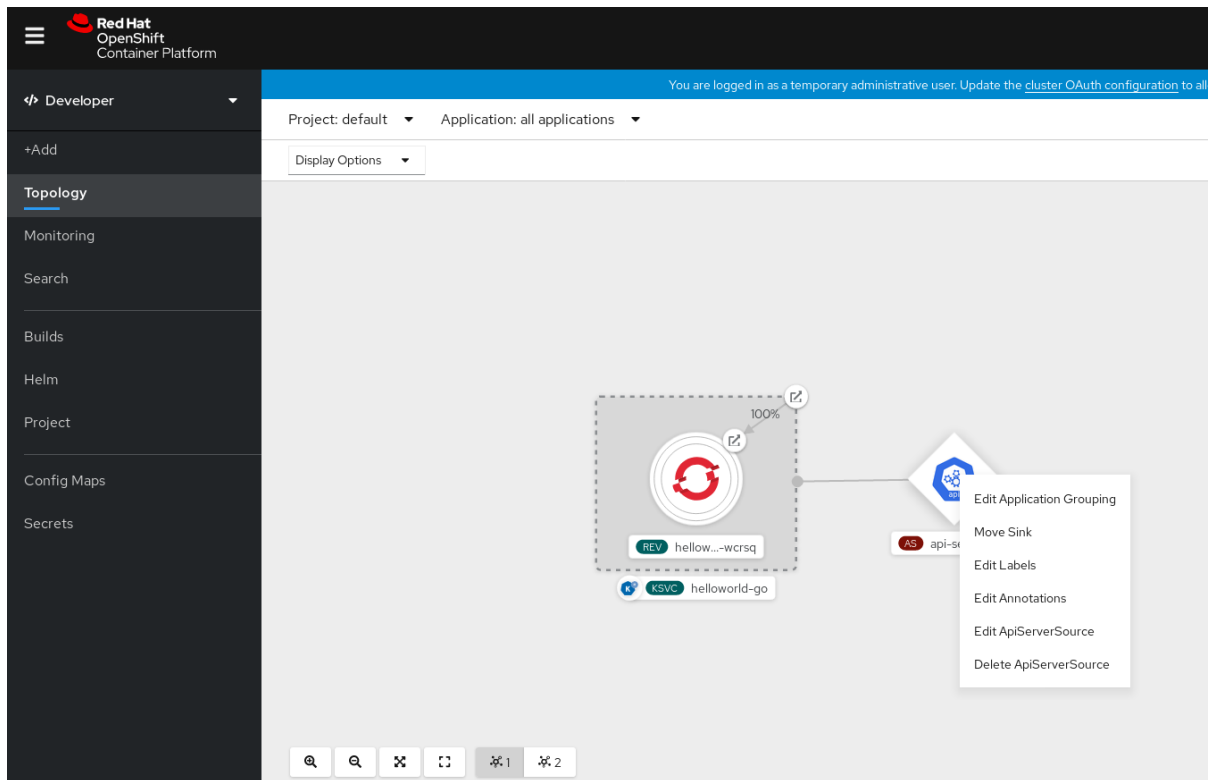 Red Hat
OpenShift
Container Platform
Developer
You are logged in as a temporary administrative user. Update the cluster OAuth configuration to all
Project: default
Application: all applications
+Add
Display Options
Topology
Monitoring
Search
Builds
Helm
Project
Config Maps
Secrets
100%
REV hellow...-wcrsq
KSVC helloworld-go
api
AS api-se
Edit Application Grouping
Move Sink
Edit Labels
Edit Annotations
Edit ApiServerSource
Delete ApiServerSource
1
2